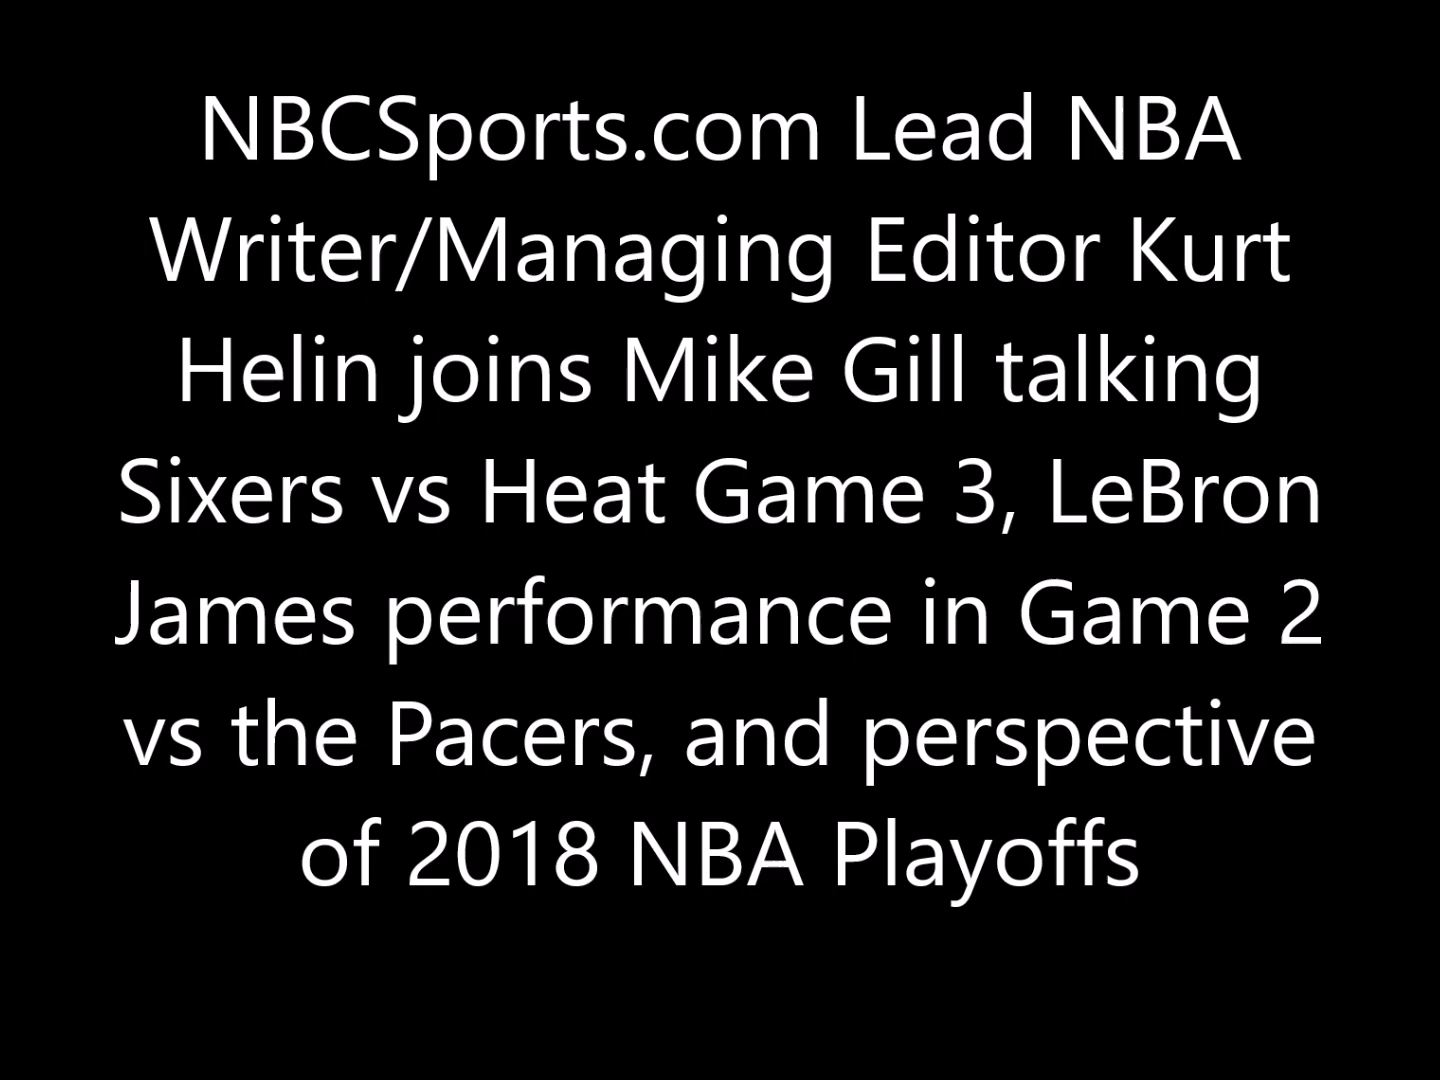 NBCSports.com Lead NBA
Writer/Managing Editor Kurt
Helin joins Mike Gill talking
Sixers vs Heat Game 3, LeBron
James performance in Game 2
vs the Pacers, and perspective
of 2018 NBA Playoffs